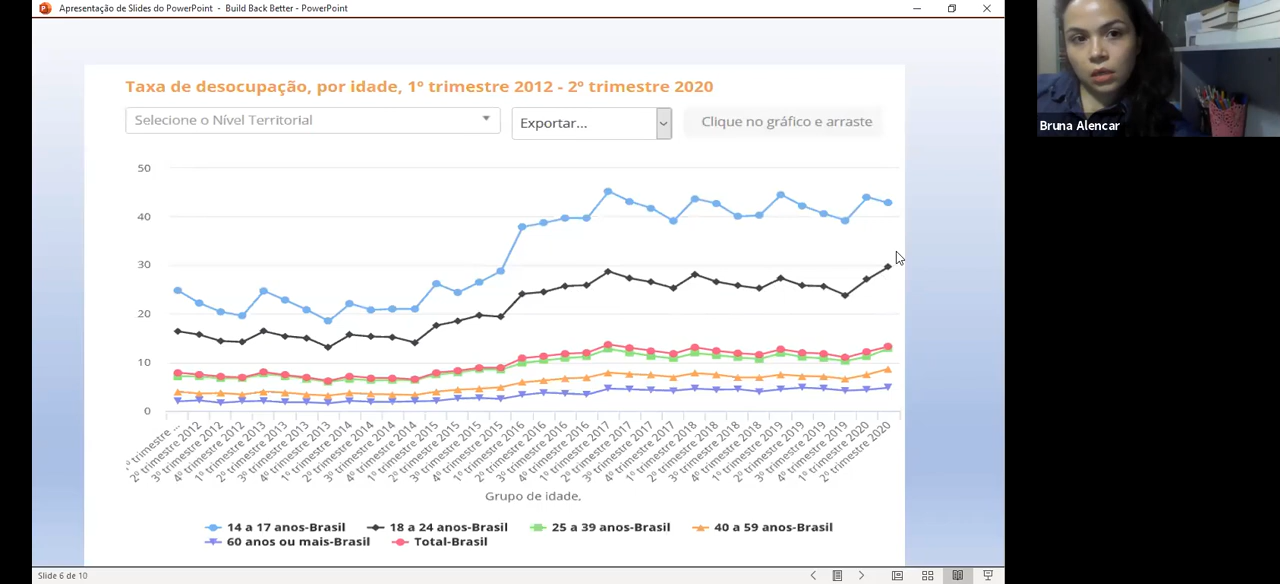 Apresentação de Slides do PowerPoint - Build Back Better - PowerPoint
Taxa de desocupação, por idade, 1º trimestre 2012 - 2º trimestre 2020
Selecione o Nível Territorial
Exportar...
Clique no gráfico e arraste
50
40
30
20
10
0
1º trimestre ...
2º trimestre 2012
3º trimestre 2012
4º trimestre 2012
1º trimestre 2013
2º trimestre 2013
3º trimestre 2013
4º trimestre 2013
1º trimestre 2014
2º trimestre 2014
3º trimestre 2014
4º trimestre 2014
1º trimestre 2015
2º trimestre 2015
3º trimestre 2015
4º trimestre 2015
1º trimestre 2016
2º trimestre 2016
3º trimestre 2016
4º trimestre 2016
1º trimestre 2017
2º trimestre 2017
3º trimestre 2017
4º trimestre 2017
1º trimestre 2018
2º trimestre 2018
3º trimestre 2018
4º trimestre 2018
1º trimestre 2019
2º trimestre 2019
3º trimestre 2019
4º trimestre 2019
1º trimestre 2020
2º trimestre 2020
Grupo de idade.
14 a 17 anos-Brasil
18 a 24 anos-Brasil
25 a 39 anos-Brasil
40 a 59 anos-Brasil
60 anos ou mais-Brasil
Total-Brasil
Slide 6 de 10
Bruna Alencar